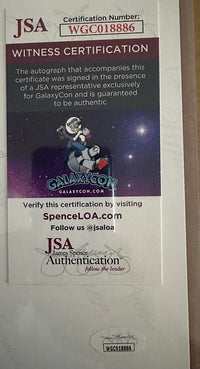 JSA
Certification Number:
WGC018886
WITNESS CERTIFICATION
The autograph that accompanies this
certificate was signed in the presence
of a JSA representative exclusively
for GalaxyCon and is guaranteed
to be authentic
GALAXYCON
GALAXYCON.COM
Verify this certification by visiting
SpenceLOA.com
Follow us @jsaloa
JSA
James Spence
Authentication
follow the leader
WGC018886